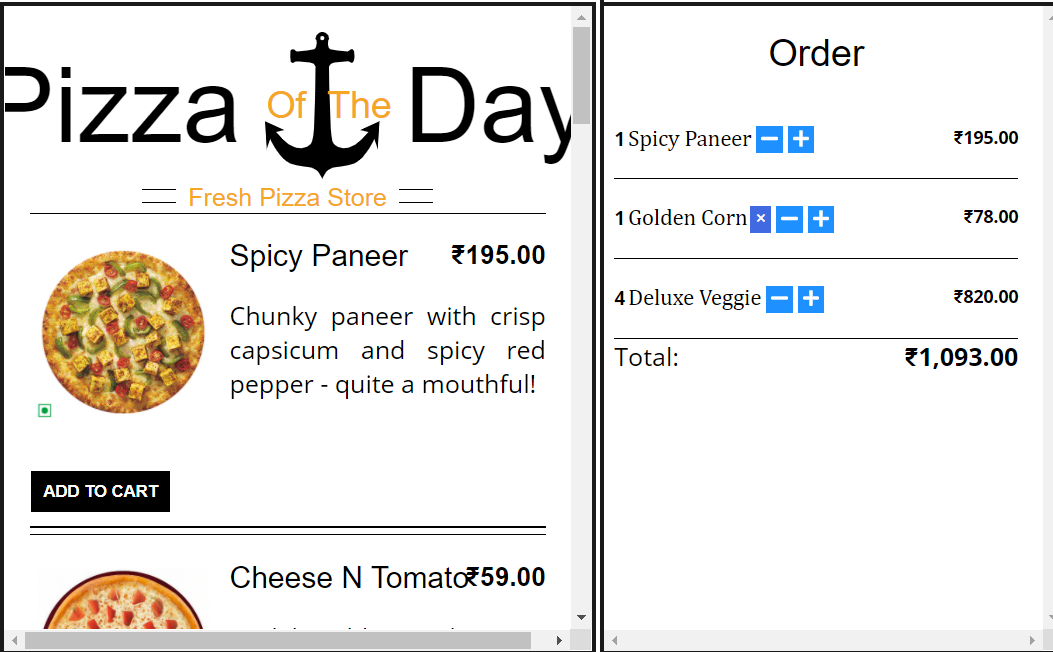 Pizza Of The Day
Fresh Pizza Store
Spicy Paneer ₹195.00
Chunky paneer with crisp
capsicum and spicy red
pepper - quite a mouthful!
ADD TO CART
Cheese N Tomato ₹59.00
Order
1 Spicy Paneer − + ₹195.00
1 Golden Corn × − + ₹78.00
4 Deluxe Veggie − + ₹820.00
Total: ₹1,093.00